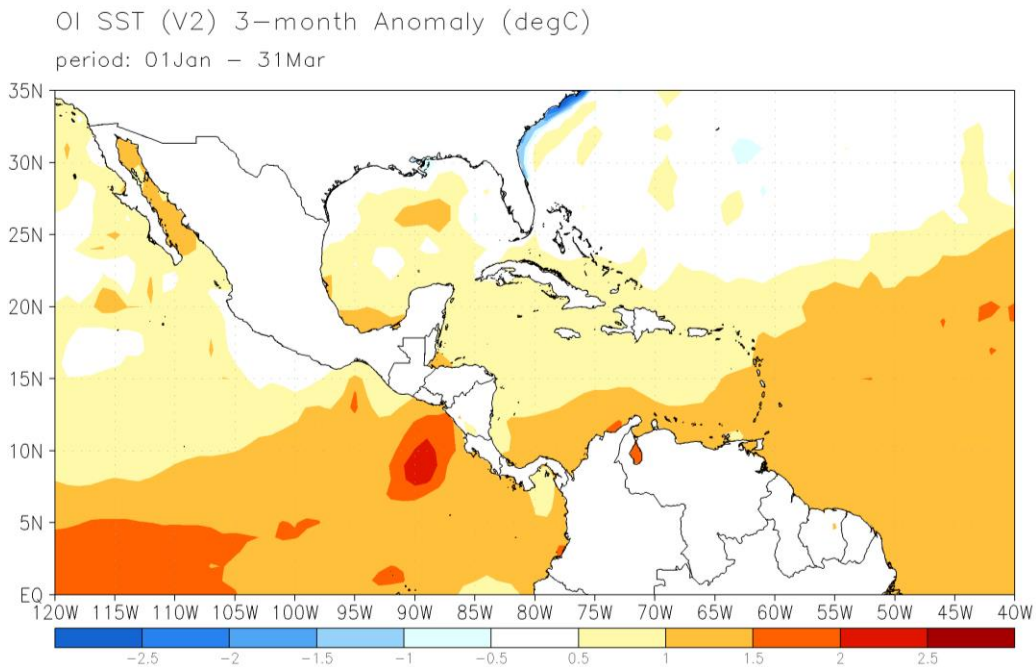 OI SST (V2) 3-month Anomaly (degC)
period: 01Jan - 31Mar
35N
30N
25N
20N
15N
10N
5N
EQ
120W 115W 110W 105W 100W 95W 90W 85W 80W 75W 70W 65W 60W 55W 50W 45W 40W
-2.5 -2 -1.5 -1 -0.5 0.5 1 1.5 2 2.5